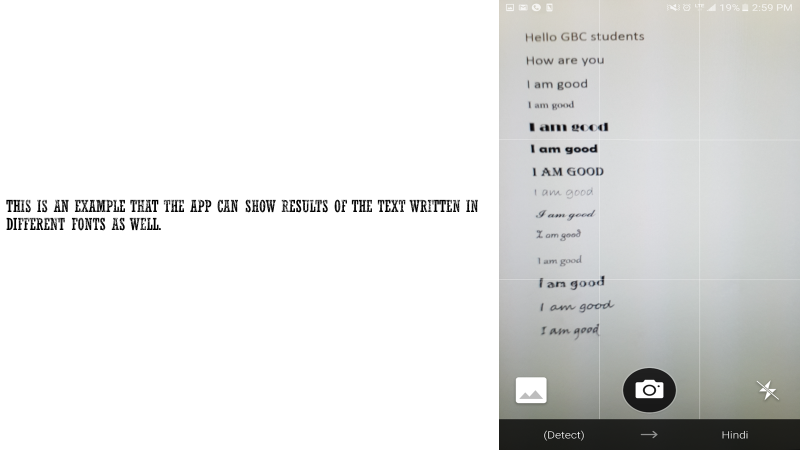 THIS IS AN EXAMPLE THAT THE APP CAN SHOW RESULTS OF THE TEXT WRITTEN IN
DIFFERENT FONTS AS WELL.
19% 2:59 PM
Hello GBC students
How are you
I am good
I am good
I am good
I am good
I AM GOOD
I am good
I am good
I am good
I am good
I am good
I am good
I am good
(Detect) → Hindi